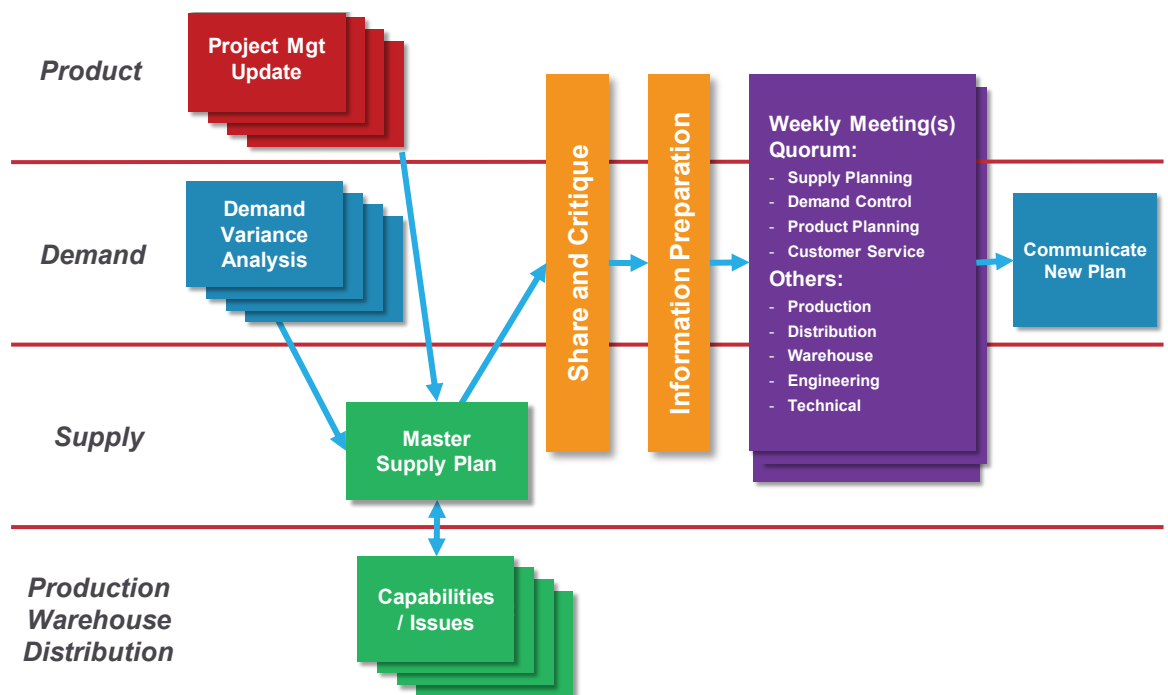 Product
Project Mgt
Update
Demand
Demand
Variance
Analysis
Supply
Master
Supply Plan
Production
Warehouse
Distribution
Capabilities
/ Issues
Share and Critique
Information Preparation
Weekly Meeting(s)
Quorum:
- Supply Planning
- Demand Control
- Product Planning
- Customer Service
Others:
- Production
- Distribution
- Warehouse
- Engineering
- Technical
Communicate
New Plan